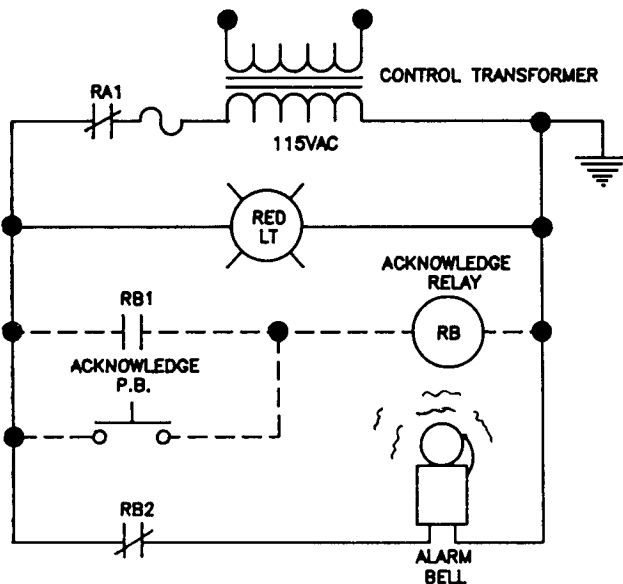 CONTROL TRANSFORMER
RA1
115VAC
RED
LT
ACKNOWLEDGE
RELAY
RB1
RB
ACKNOWLEDGE
P.B.
RB2
ALARM
BELL